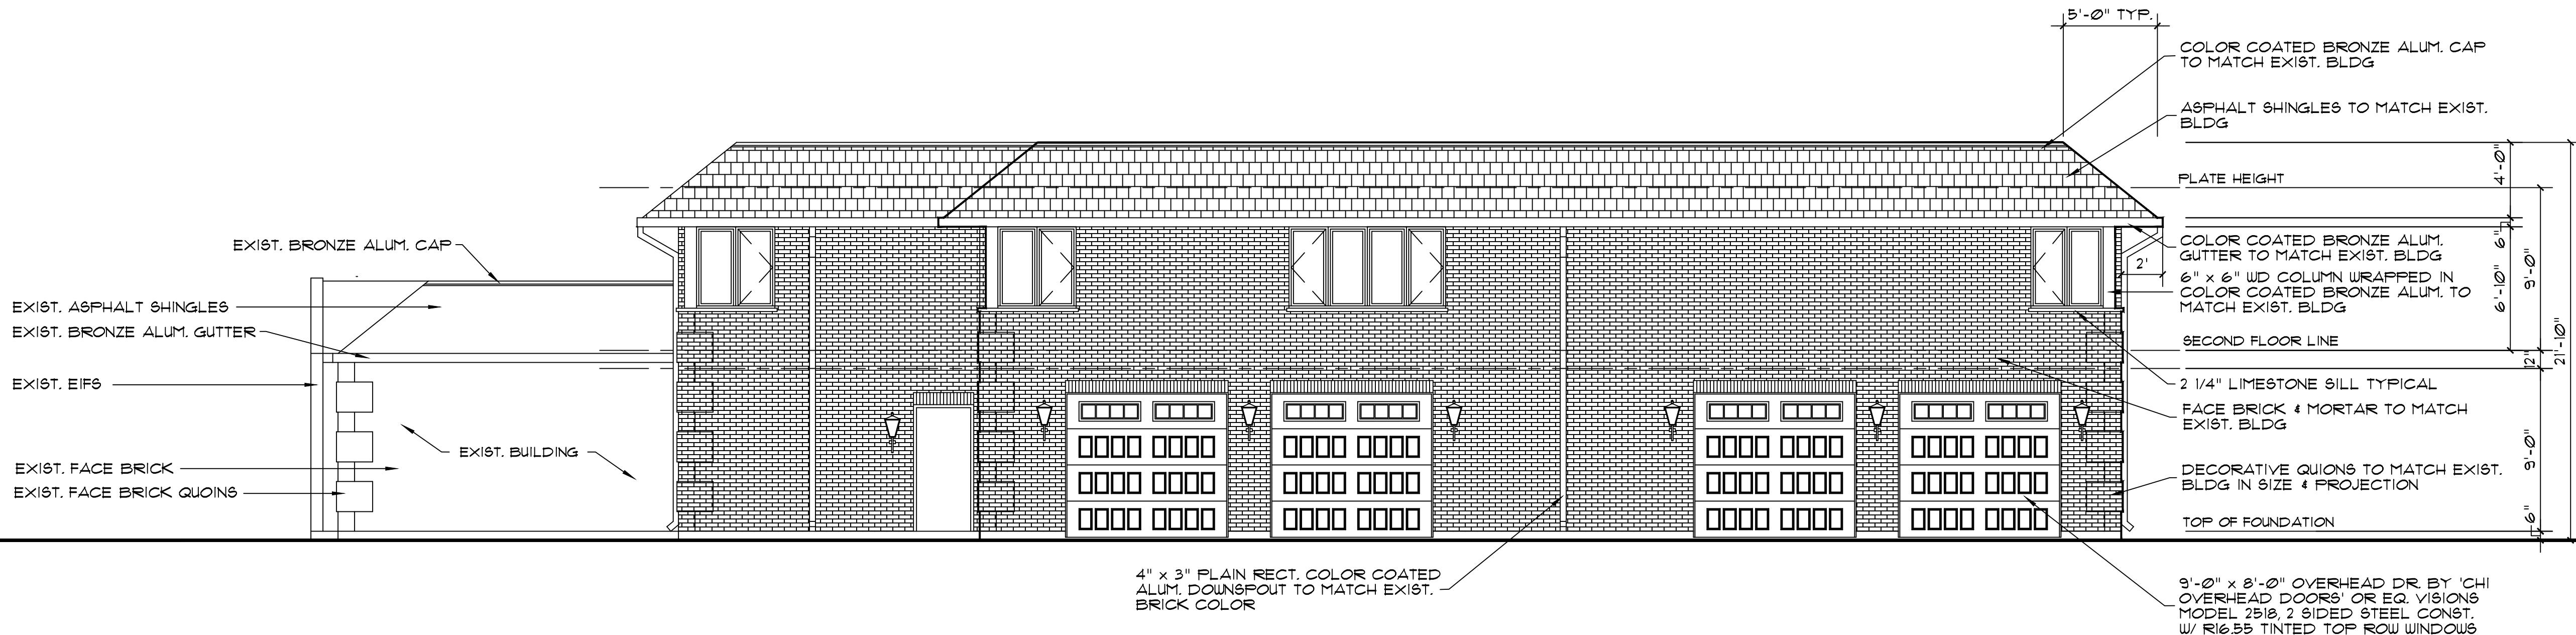 5'-0" TYP.
COLOR COATED BRONZE ALUM. CAP
TO MATCH EXIST. BLDG
ASPHALT SHINGLES TO MATCH EXIST.
BLDG
4'-0"
PLATE HEIGHT
EXIST. BRONZE ALUM. CAP
COLOR COATED BRONZE ALUM.
GUTTER TO MATCH EXIST. BLDG
6"
2'
6" x 6" WD COLUMN WRAPPED IN
COLOR COATED BRONZE ALUM. TO
MATCH EXIST. BLDG
6'-10"
9'-0"
EXIST. ASPHALT SHINGLES
EXIST. BRONZE ALUM. GUTTER
SECOND FLOOR LINE
21'-10"
12"
EXIST. EIFS
2 1/4" LIMESTONE SILL TYPICAL
FACE BRICK & MORTAR TO MATCH
EXIST. BLDG
EXIST. BUILDING
9'-0"
EXIST. FACE BRICK
DECORATIVE QUIONS TO MATCH EXIST.
BLDG IN SIZE & PROJECTION
EXIST. FACE BRICK QUOINS
TOP OF FOUNDATION
6"
4" x 3" PLAIN RECT. COLOR COATED
ALUM. DOWNSPOUT TO MATCH EXIST.
BRICK COLOR
9'-0" x 8'-0" OVERHEAD DR. BY 'CHI
OVERHEAD DOORS' OR EQ. VISIONS
MODEL 2518, 2 SIDED STEEL CONST.
W/ R16.55 TINTED TOP ROW WINDOWS